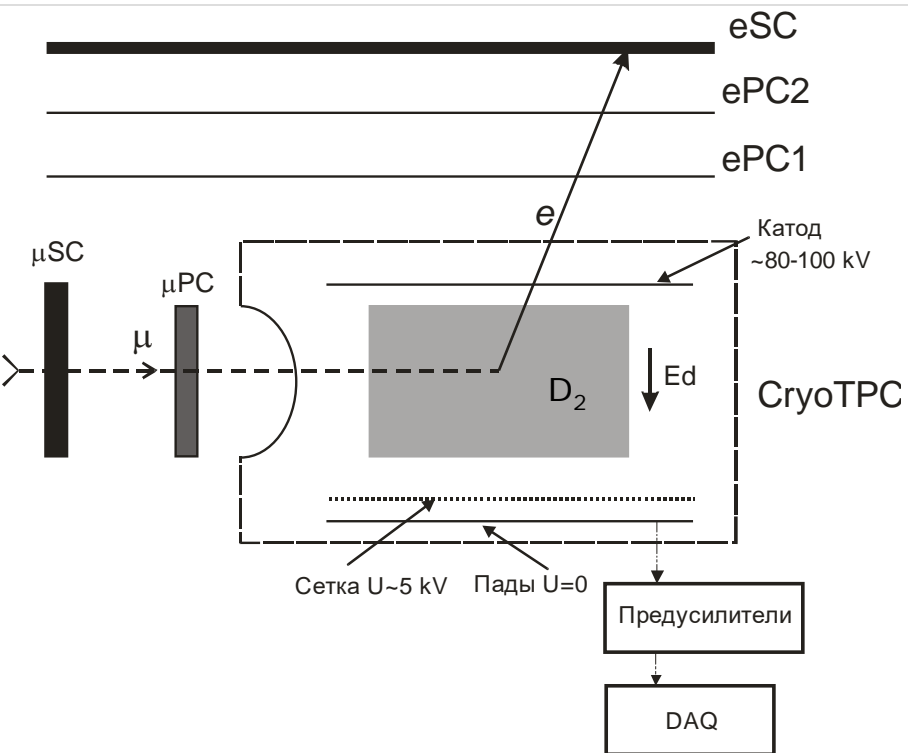 eSC
ePC2
ePC1
e
Катод
~80-100 kV
μSC
μPC
μ
D2
Ed
CryoTPC
Сетка U~5 kV
Пады U=0
Предусилители
DAQ